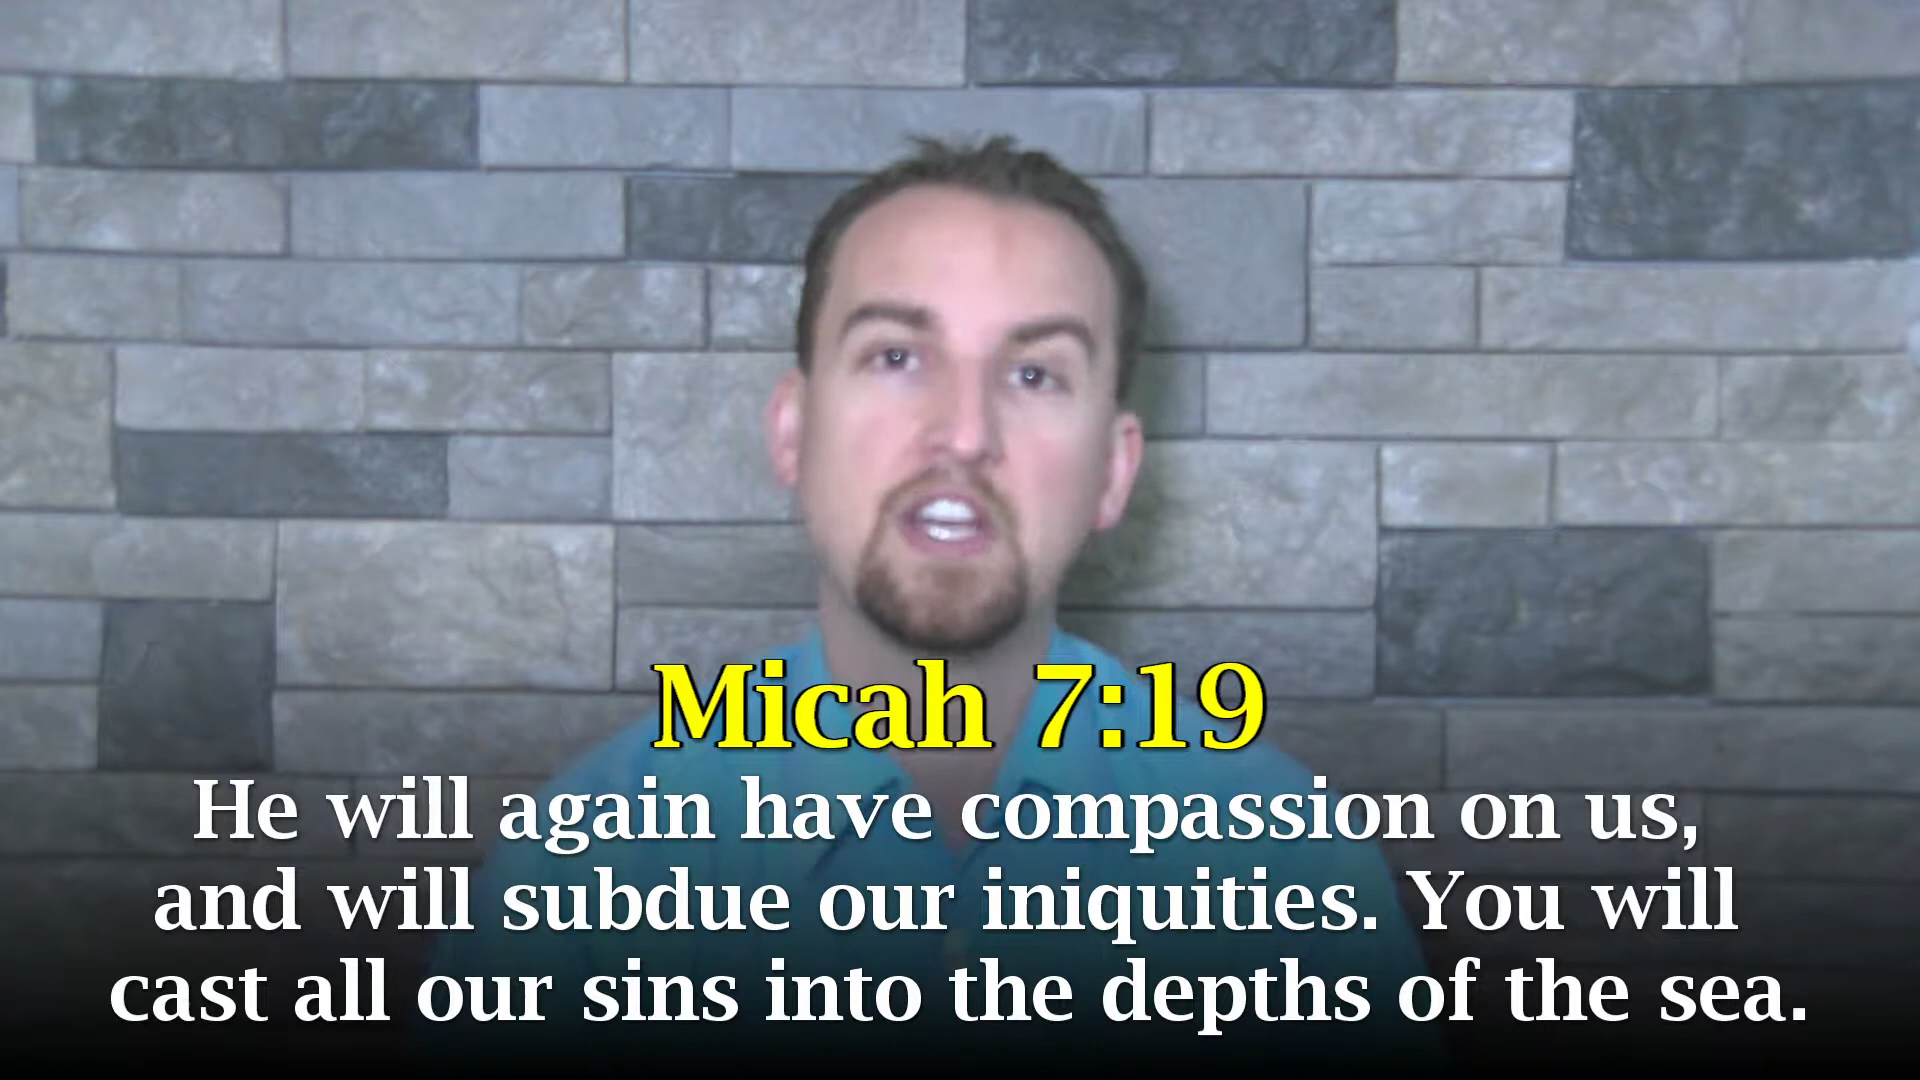 Micah 7:19
He will again have compassion on us,
and will subdue our iniquities. You will
cast all our sins into the depths of the sea.